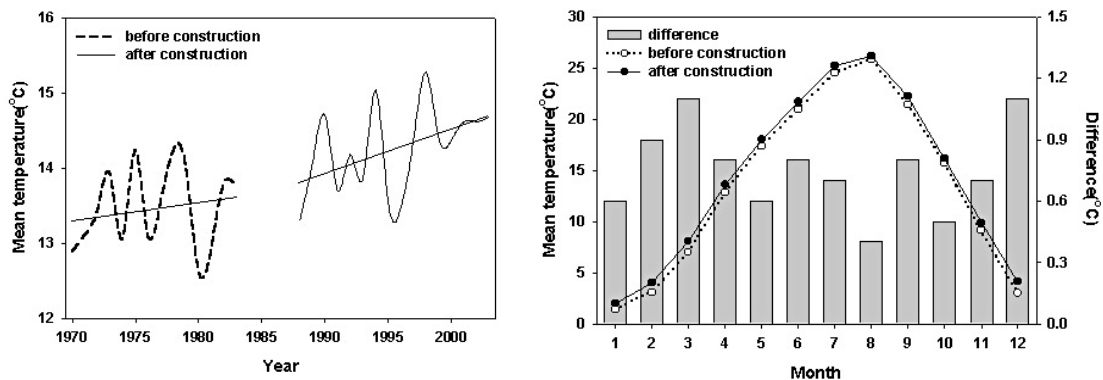 16
15
14
13
12
Mean temperature(°C)
before construction
after construction
1970 1975 1980 1985 1990 1995 2000
Year
30
25
20
15
10
5
0
Mean temperature(°C)
difference
before construction
after construction
1.5
1.2
0.9
0.6
0.3
0.0
Difference(°C)
1 2 3 4 5 6 7 8 9 10 11 12
Month